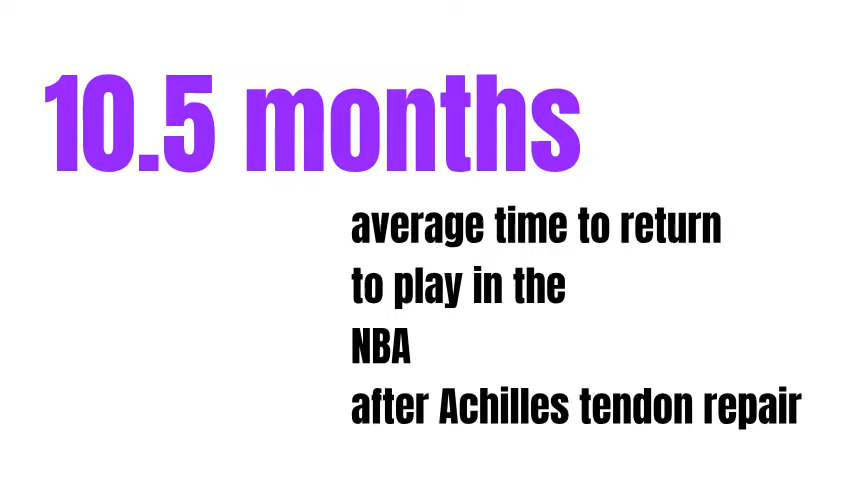 10.5 months
average time to return
to play in the
NBA
after Achilles tendon repair